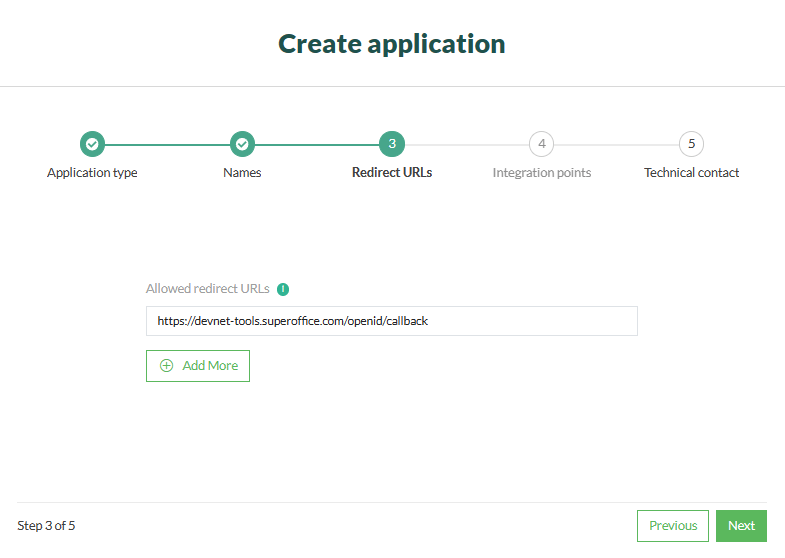 Create application
3
4
5
Application type
Names
Redirect URLs
Integration points
Technical contact
Allowed redirect URLs
https://devnet-tools.superoffice.com/openid/callback
Add More
Step 3 of 5
Previous
Next